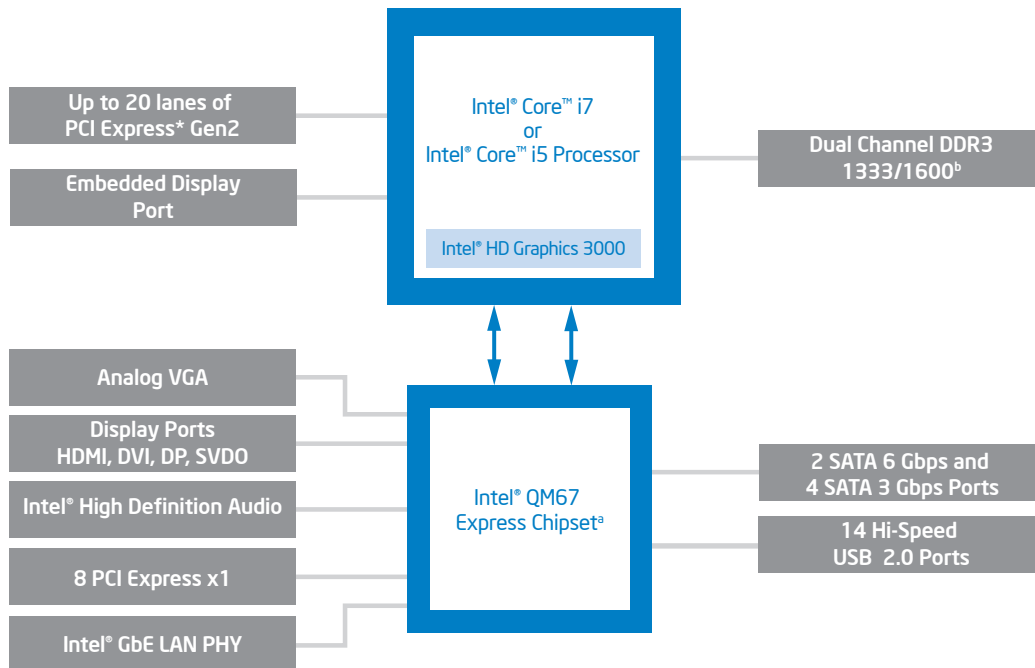 Up to 20 lanes of
PCI Express* Gen2
Embedded Display
Port
Intel® Core™ i7
or
Intel® Core™ i5 Processor
Intel® HD Graphics 3000
Dual Channel DDR3
1333/1600ᵇ
Analog VGA
Display Ports
HDMI, DVI, DP, SVDO
Intel® High Definition Audio
8 PCI Express x1
Intel® GbE LAN PHY
Intel® QM67
Express Chipsetᵃ
2 SATA 6 Gbps and
4 SATA 3 Gbps Ports
14 Hi-Speed
USB 2.0 Ports